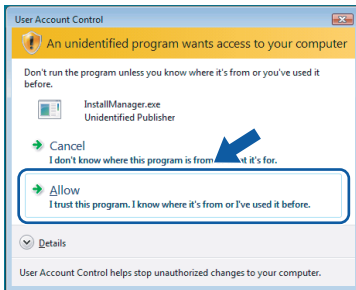 User Account Control
An unidentified program wants access to your computer
Don't run the program unless you know where it's from or you've used it
before.
InstallManager.exe
Unidentified Publisher
Cancel
I don't know where this program is from it's for.
Allow
I trust this program. I know where it's from or I've used it before.
Details
User Account Control helps stop unauthorized changes to your computer.